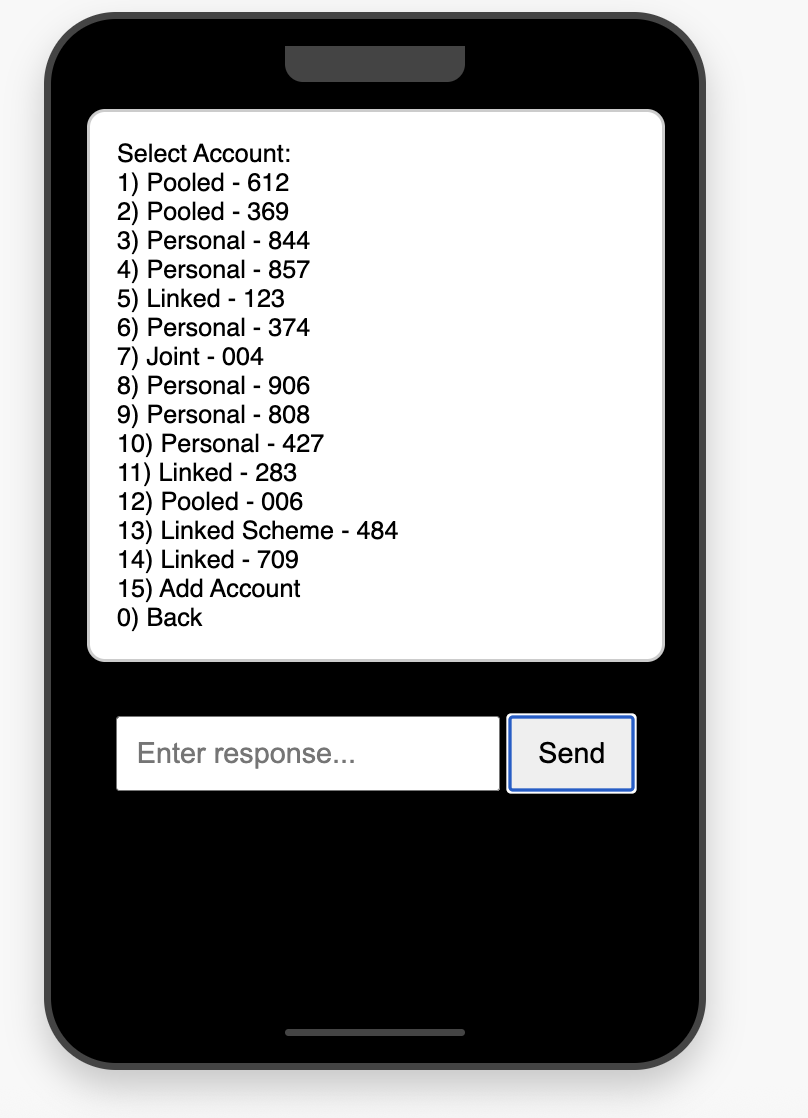 Select Account:
1) Pooled - 612
2) Pooled - 369
3) Personal - 844
4) Personal - 857
5) Linked - 123
6) Personal - 374
7) Joint - 004
8) Personal - 906
9) Personal - 808
10) Personal - 427
11) Linked - 283
12) Pooled - 006
13) Linked Scheme - 484
14) Linked - 709
15) Add Account
0) Back
Enter response...
Send